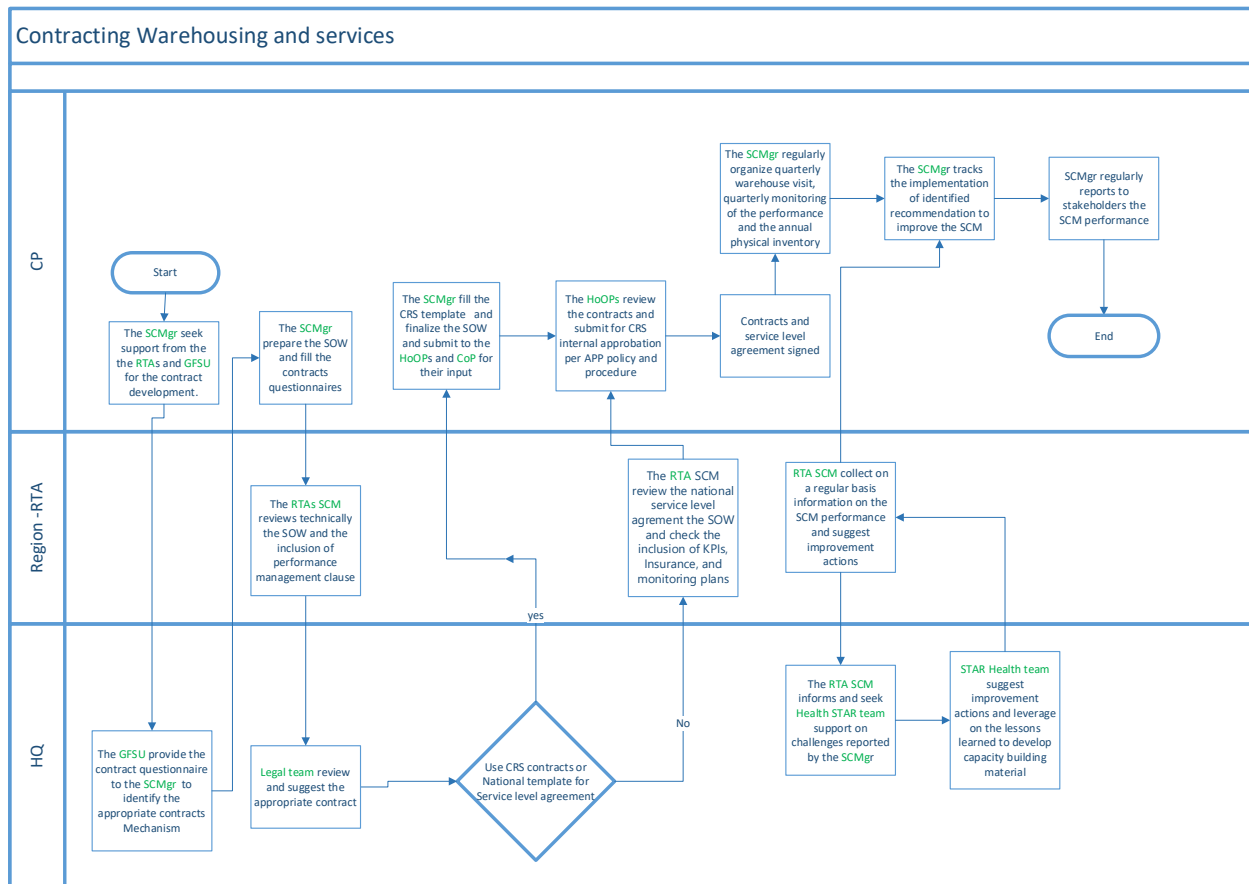 Contracting Warehousing and services
CP
Start
The SCMgr seek
support from the
the RTAs and GFSU
for the contract
development.
The SCMgr
prepare the SOW
and fill the
contracts
questionnaires
The SCMgr fill the
CRS template and
finalize the SOW
and submit to the
HoOPs and CoP for
their input
The HoOPs review
the contracts and
submit for CRS
internal approbation
per APP policy and
procedure
Contracts and
service level
agreement signed
The SCMgr regularly
organize quarterly
warehouse visit,
quarterly monitoring
of the performance
and the annual
physical inventory
The SCMgr tracks
the implementation
of identified
recommendation to
improve the SCM
SCMgr regularly
reports to
stakeholders the
SCM performance
End
Region -RTA
The RTAs SCM
reviews technically
the SOW and the
inclusion of
performance
management clause
The RTA SCM
review the national
service level
agrement the SOW
and check the
inclusion of KPIs,
Insurance, and
monitoring plans
RTA SCM collect on
a regular basis
information on the
SCM performance
and suggest
improvement
actions
yes
HQ
The GFSU provide the
contract questionnaire
to the SCMgr to
identify the
appropriate contracts
Mechanism
Legal team review
and suggest the
appropriate contract
Use CRS contracts or
National template for
Service level agreement
No
The RTA SCM
informs and seek
Health STAR team
support on
challenges reported
by the SCMgr
STAR Health team
suggest
improvement
actions and leverage
on the lessons
learned to develop
capacity building
material